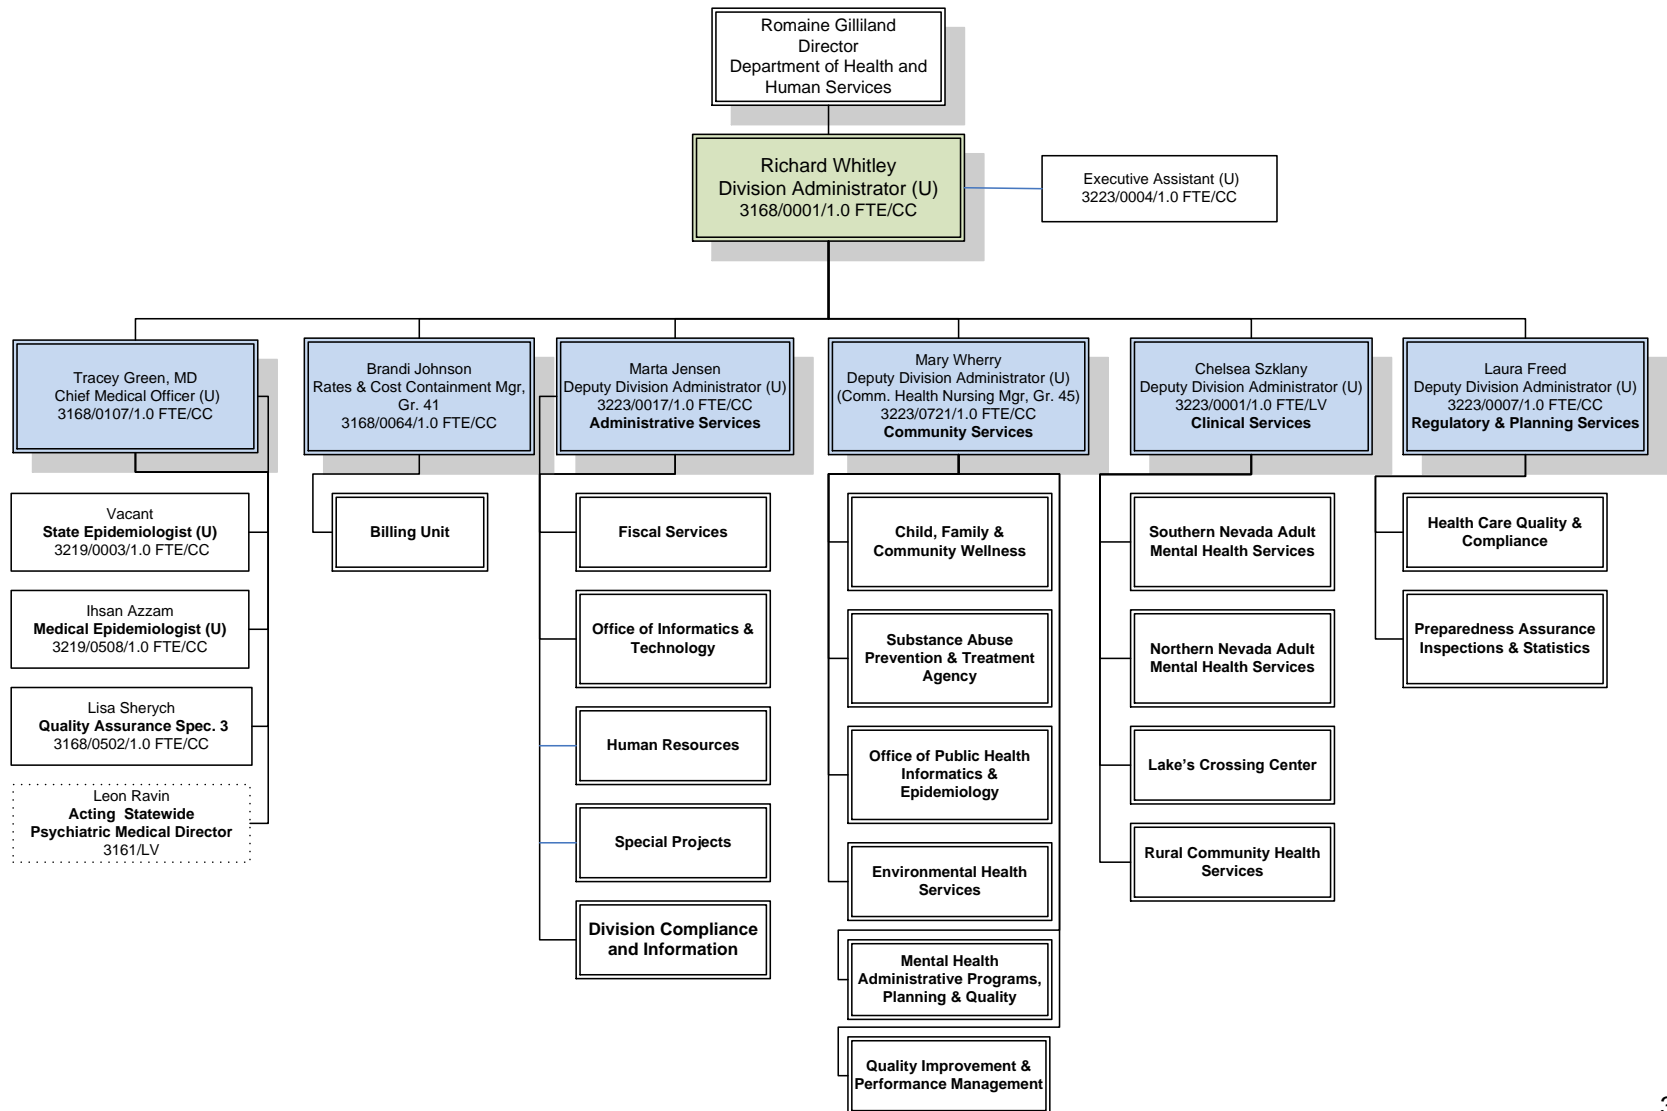 Romaine Gilliland
Director
Department of Health and
Human Services
Richard Whitley
Division Administrator (U)
3168/0001/1.0 FTE/CC
Executive Assistant (U)
3223/0004/1.0 FTE/CC
Tracey Green, MD
Chief Medical Officer (U)
3168/0107/1.0 FTE/CC
Brandi Johnson
Rates & Cost Containment Mgr,
Gr. 41
3168/0064/1.0 FTE/CC
Marta Jensen
Deputy Division Administrator (U)
3223/0017/1.0 FTE/CC
Administrative Services
Mary Wherry
Deputy Division Administrator (U)
(Comm. Health Nursing Mgr, Gr. 45)
3223/0721/1.0 FTE/CC
Community Services
Chelsea Szklany
Deputy Division Administrator (U)
3223/0001/1.0 FTE/LV
Clinical Services
Laura Freed
Deputy Division Administrator (U)
3223/0007/1.0 FTE/CC
Regulatory & Planning Services
Vacant
State Epidemiologist (U)
3219/0003/1.0 FTE/CC
Ihsan Azzam
Medical Epidemiologist (U)
3219/0508/1.0 FTE/CC
Lisa Sherych
Quality Assurance Spec. 3
3168/0502/1.0 FTE/CC
Leon Ravin
Acting Statewide
Psychiatric Medical Director
3161/LV
Billing Unit
Fiscal Services
Office of Informatics &
Technology
Human Resources
Special Projects
Division Compliance
and Information
Child, Family &
Community Wellness
Substance Abuse
Prevention & Treatment
Agency
Office of Public Health
Informatics &
Epidemiology
Environmental Health
Services
Mental Health
Administrative Programs,
Planning & Quality
Quality Improvement &
Performance Management
Southern Nevada Adult
Mental Health Services
Northern Nevada Adult
Mental Health Services
Lake's Crossing Center
Rural Community Health
Services
Health Care Quality &
Compliance
Preparedness Assurance
Inspections & Statistics